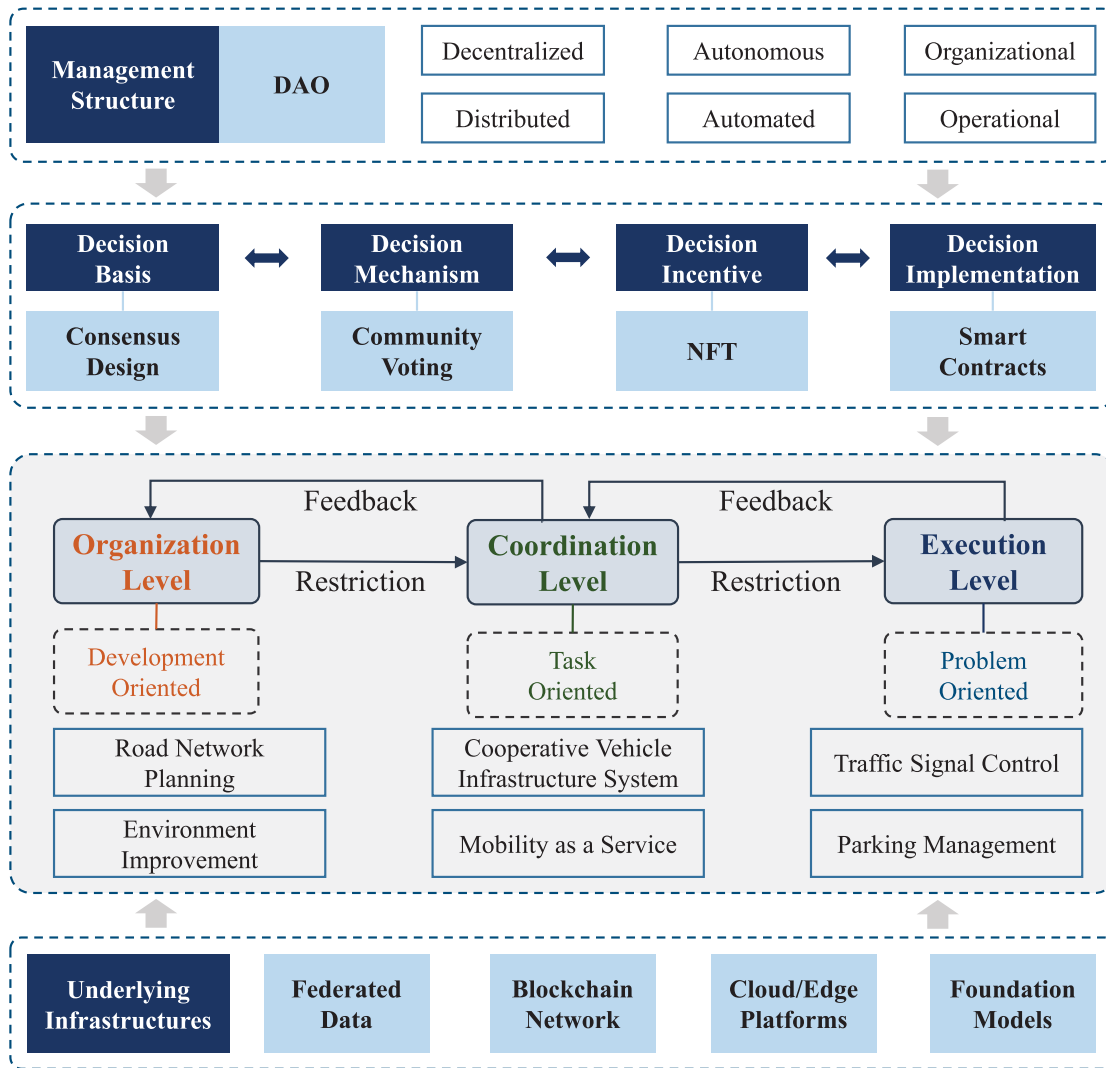 Management
Structure
DAO
Decentralized
Autonomous
Organizational
Distributed
Automated
Operational
Decision
Basis
Decision
Mechanism
Decision
Incentive
Decision
Implementation
Consensus
Design
Community
Voting
NFT
Smart
Contracts
Feedback
Feedback
Organization
Level
Restriction
Coordination
Level
Restriction
Execution
Level
Development
Oriented
Task
Oriented
Problem
Oriented
Road Network
Planning
Cooperative Vehicle
Infrastructure System
Traffic Signal Control
Environment
Improvement
Mobility as a Service
Parking Management
Underlying
Infrastructures
Federated
Data
Blockchain
Network
Cloud/Edge
Platforms
Foundation
Models